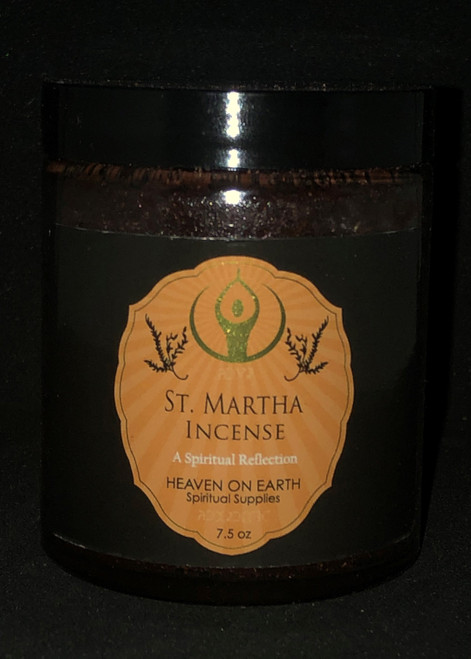 ST. MARTHA
INCENSE
A Spiritual Reflection
HEAVEN ON EARTH
Spiritual Supplies
7.5 oz